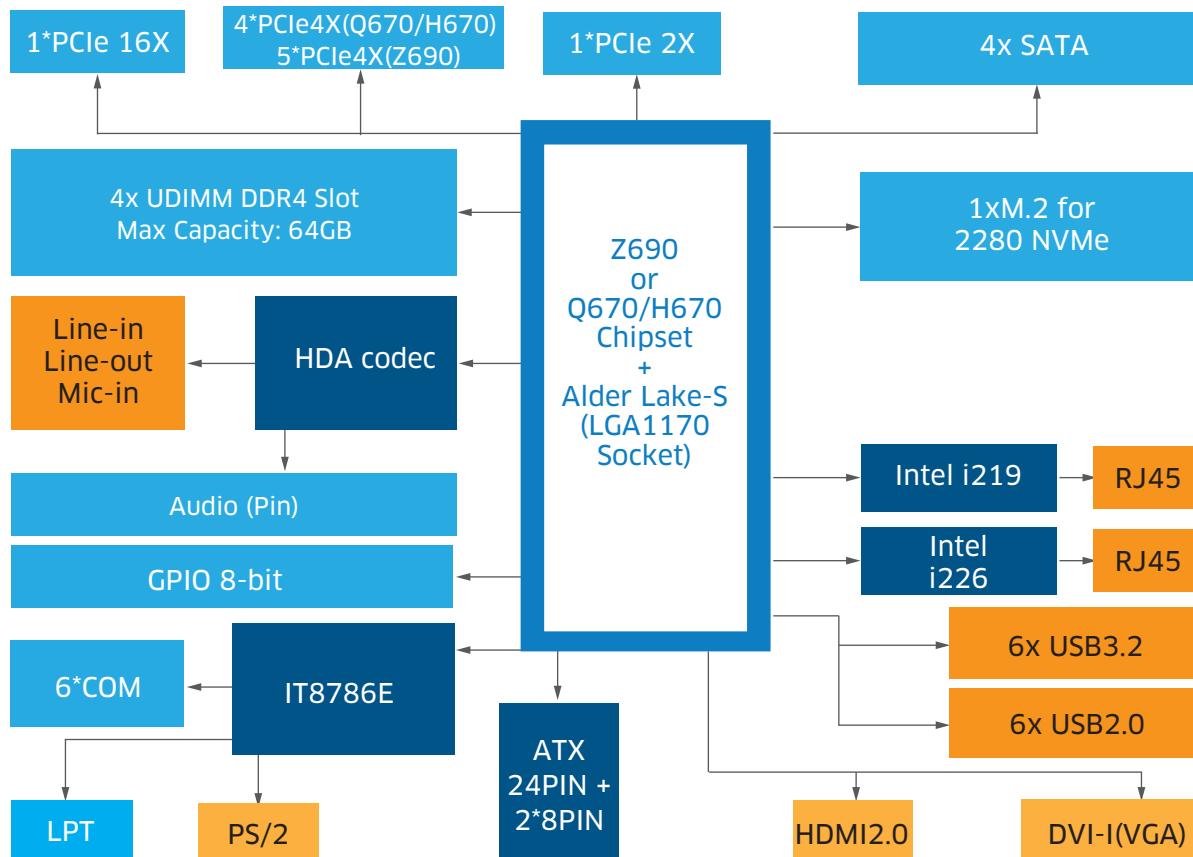 1*PCIe 16X
4*PCIe4X(Q670/H670)
5*PCIe4X(Z690)
1*PCIe 2X
4x SATA
4x UDIMM DDR4 Slot
Max Capacity: 64GB
1xM.2 for
2280 NVMe
Z690
or
Q670/H670
Chipset
+
Alder Lake-S
(LGA1170
Socket)
Line-in
Line-out
Mic-in
HDA codec
Audio (Pin)
Intel i219
RJ45
GPIO 8-bit
Intel
i226
RJ45
6*COM
IT8786E
6x USB3.2
6x USB2.0
ATX
24PIN +
2*8PIN
LPT
PS/2
HDMI2.0
DVI-I(VGA)